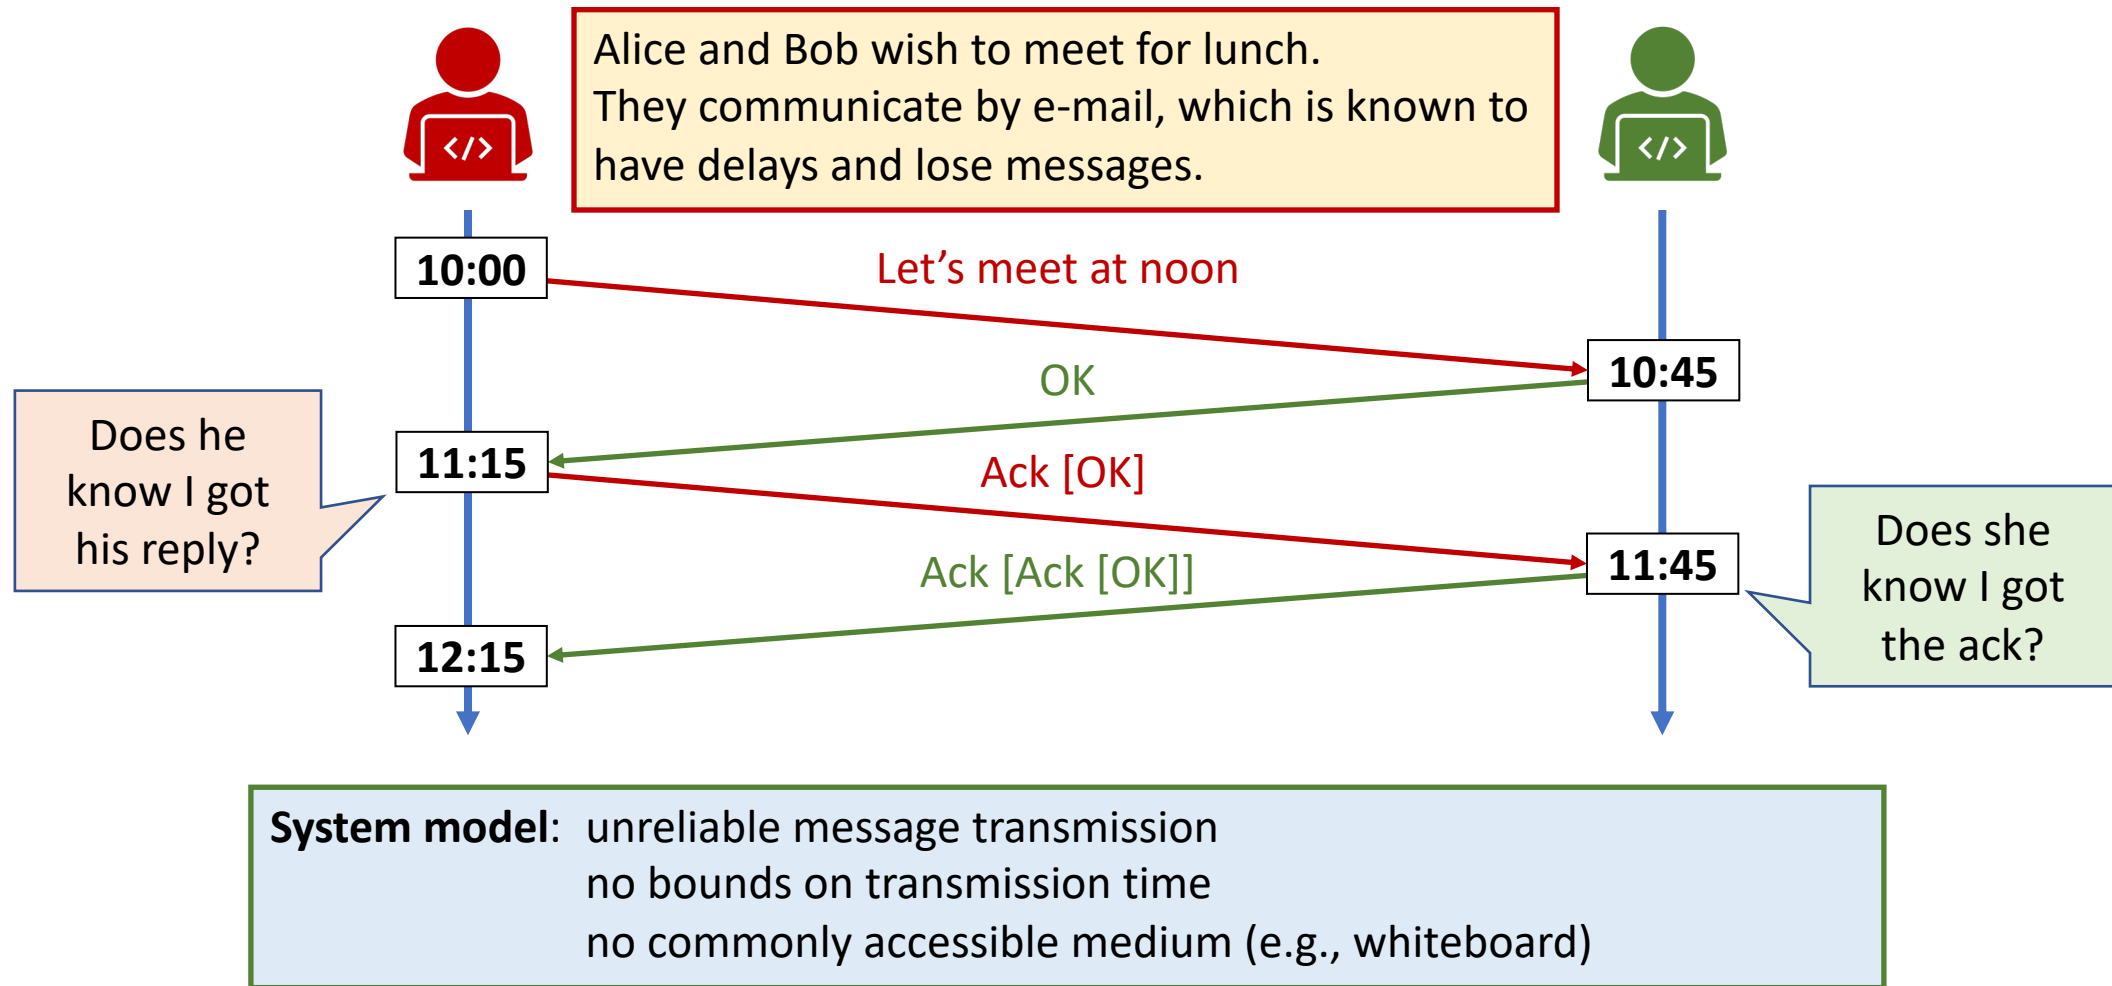 Alice and Bob wish to meet for lunch.
They communicate by e-mail, which is known to
have delays and lose messages.
</>
</>
10:00
Let's meet at noon
10:45
OK
Does he
know I got
his reply?
11:15
Ack [OK]
11:45
Does she
know I got
the ack?
Ack [Ack [OK]]
12:15
System model: unreliable message transmission
no bounds on transmission time
no commonly accessible medium (e.g., whiteboard)